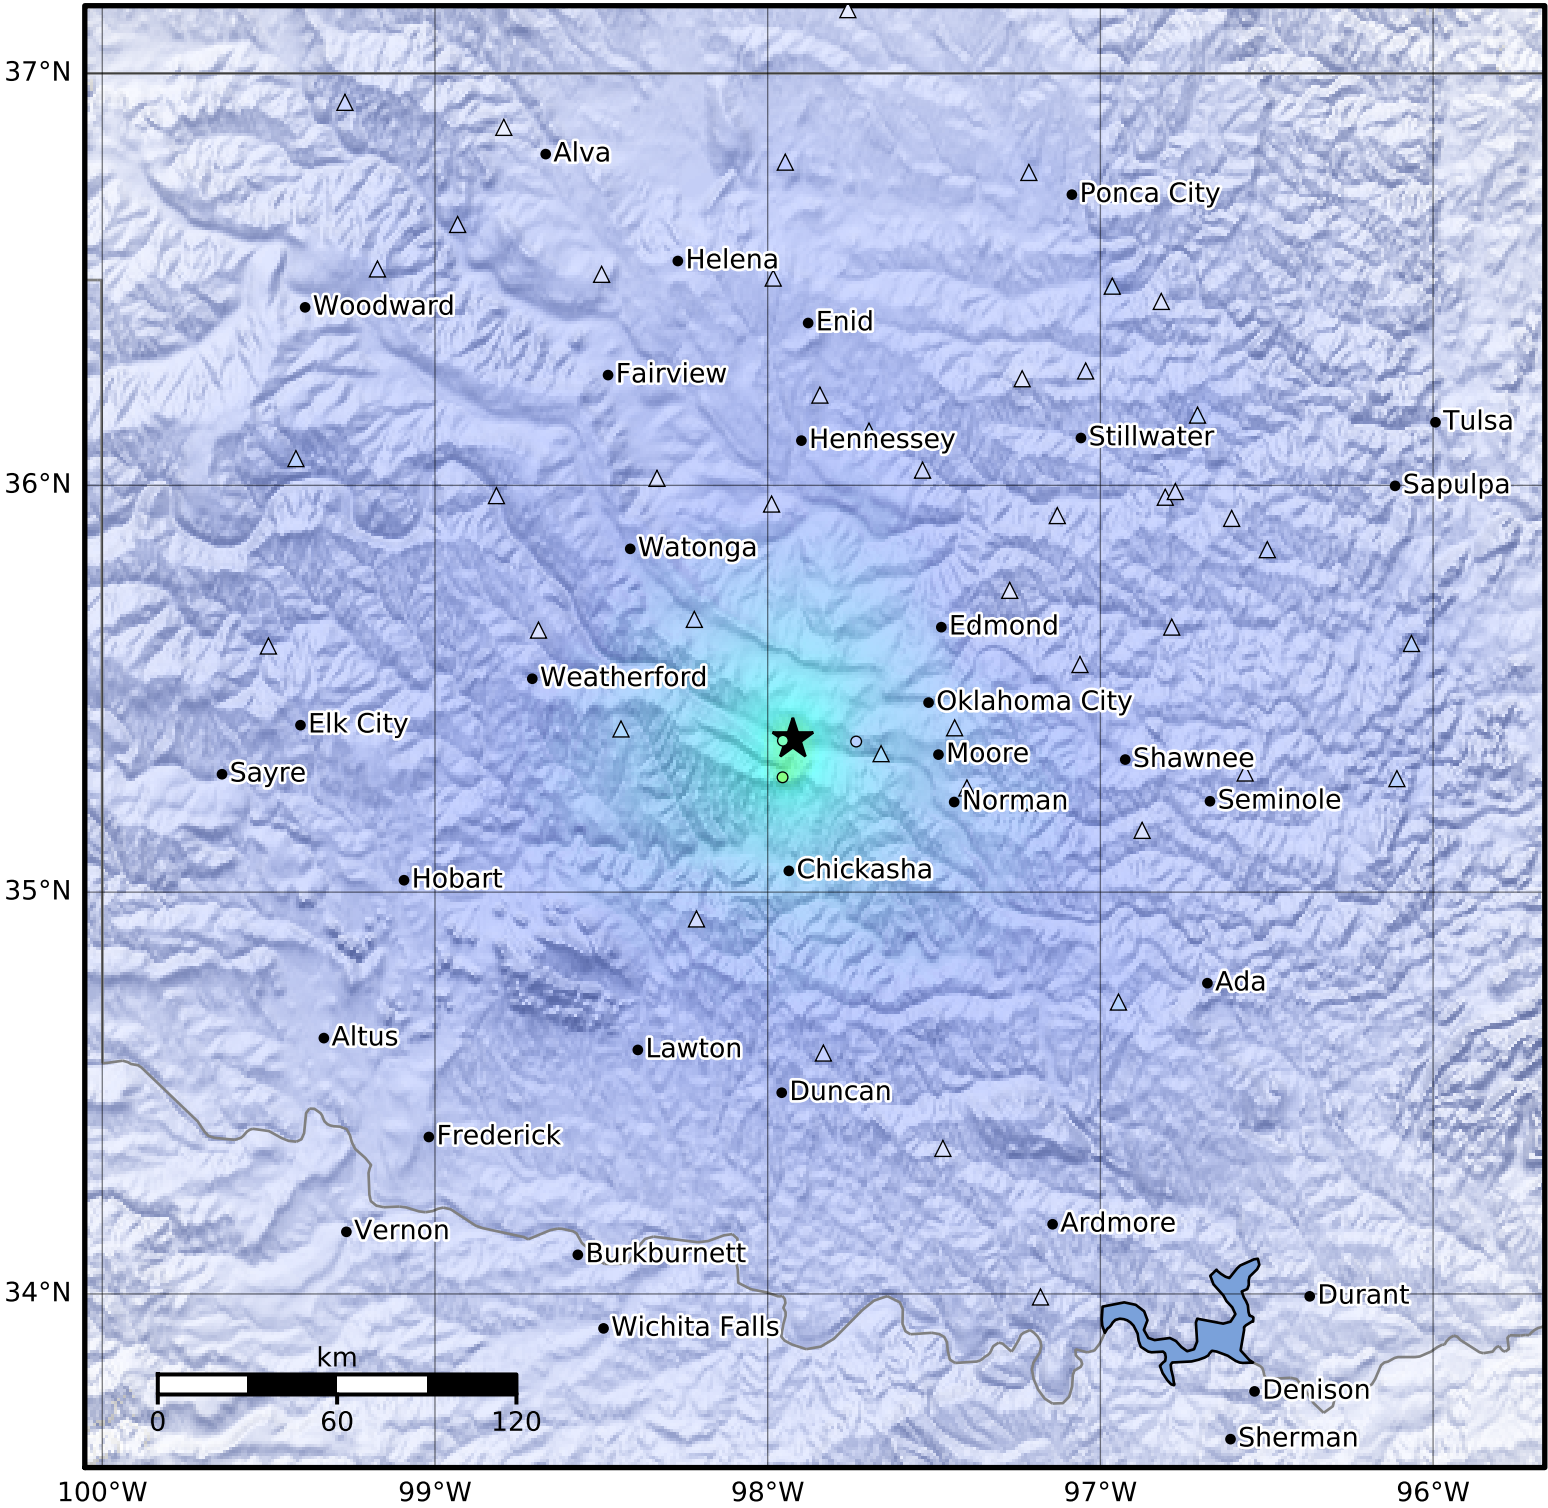 37°N
Alva
Ponca City
Helena
Woodward
Enid
Fairview
Tulsa
Hennessey
Stillwater
36°N
Sapulpa
Watonga
Edmond
Weatherford
Oklahoma City
Elk City
Moore
Shawnee
Sayre
Norman
Seminole
Chickasha
Hobart
35°N
Ada
Altus
Lawton
Duncan
Frederick
Ardmore
Vernon
Burkburnett
34°N
Durant
Wichita Falls
km
Denison
0 60 120
Sherman
100°W 99°W 98°W 97°W 96°W